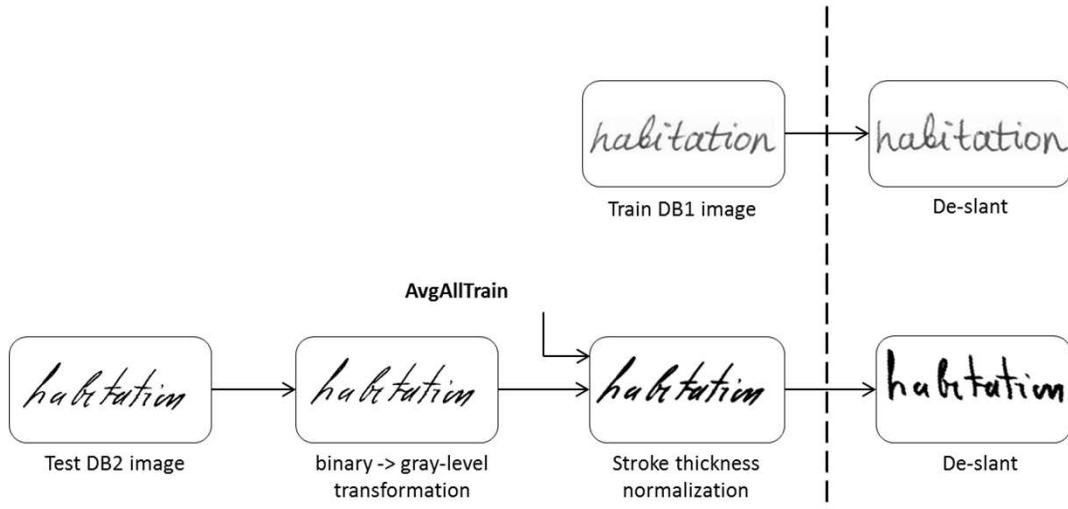 habitation
habitation
Train DB1 image
De-slant
AvgAllTrain
habitation
habitation
habitation
habitation
Test DB2 image
binary -> gray-level
transformation
Stroke thickness
normalization
De-slant